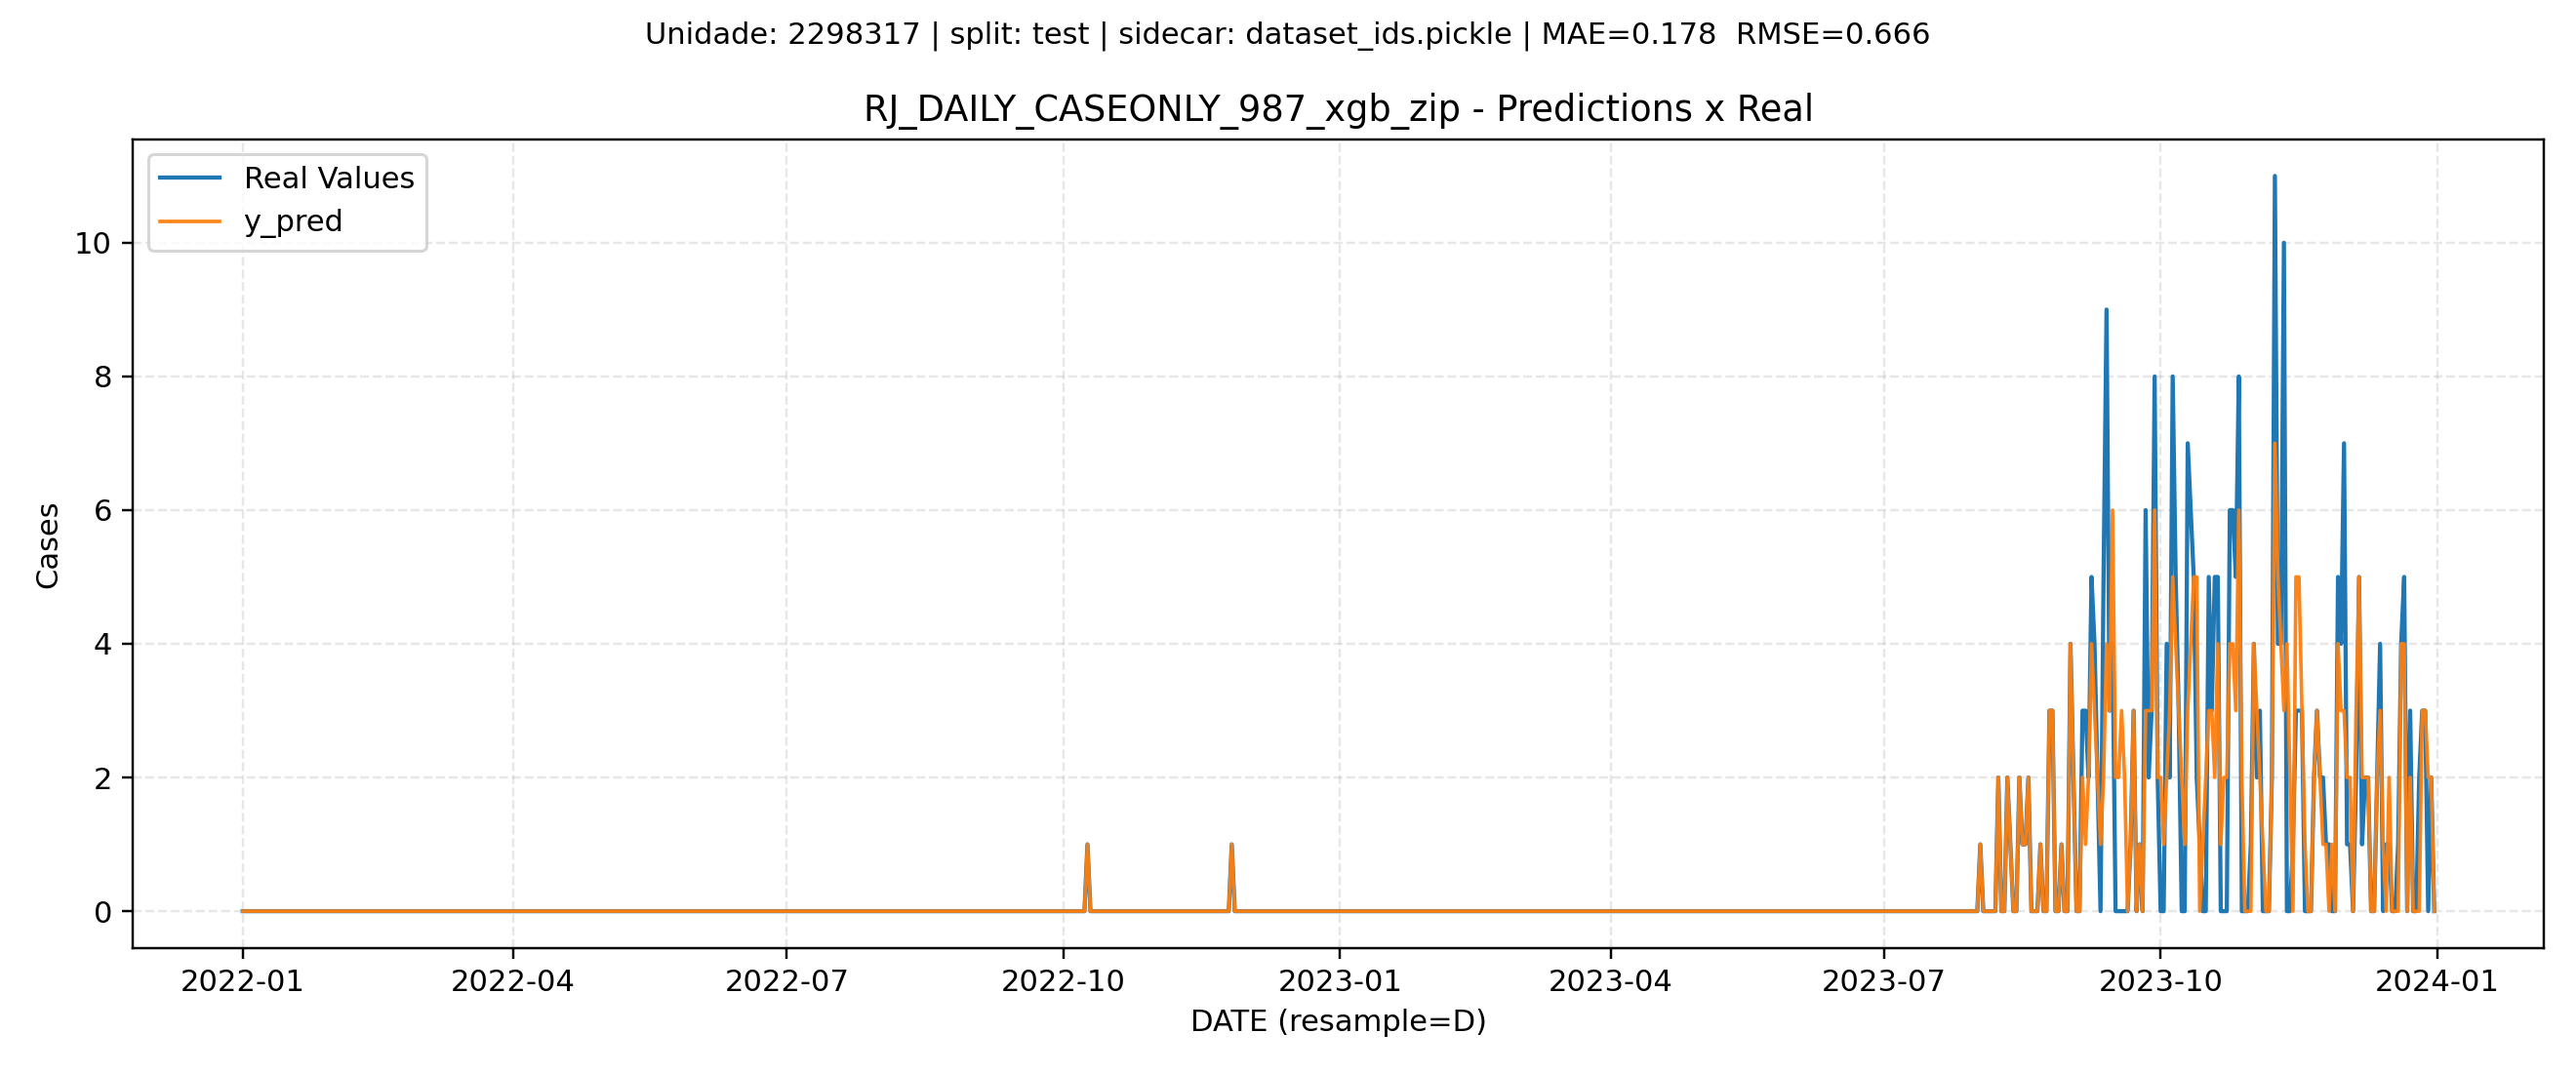 Unidade: 2298317 | split: test | sidecar: dataset_ids.pickle | MAE=0.178  RMSE=0.666
RJ_DAILY_CASEONLY_987_xgb_zip - Predictions x Real
Real Values
y_pred
Cases
10
8
6
4
2
0
2022-01 2022-04 2022-07 2022-10 2023-01 2023-04 2023-07 2023-10 2024-01
DATE (resample=D)